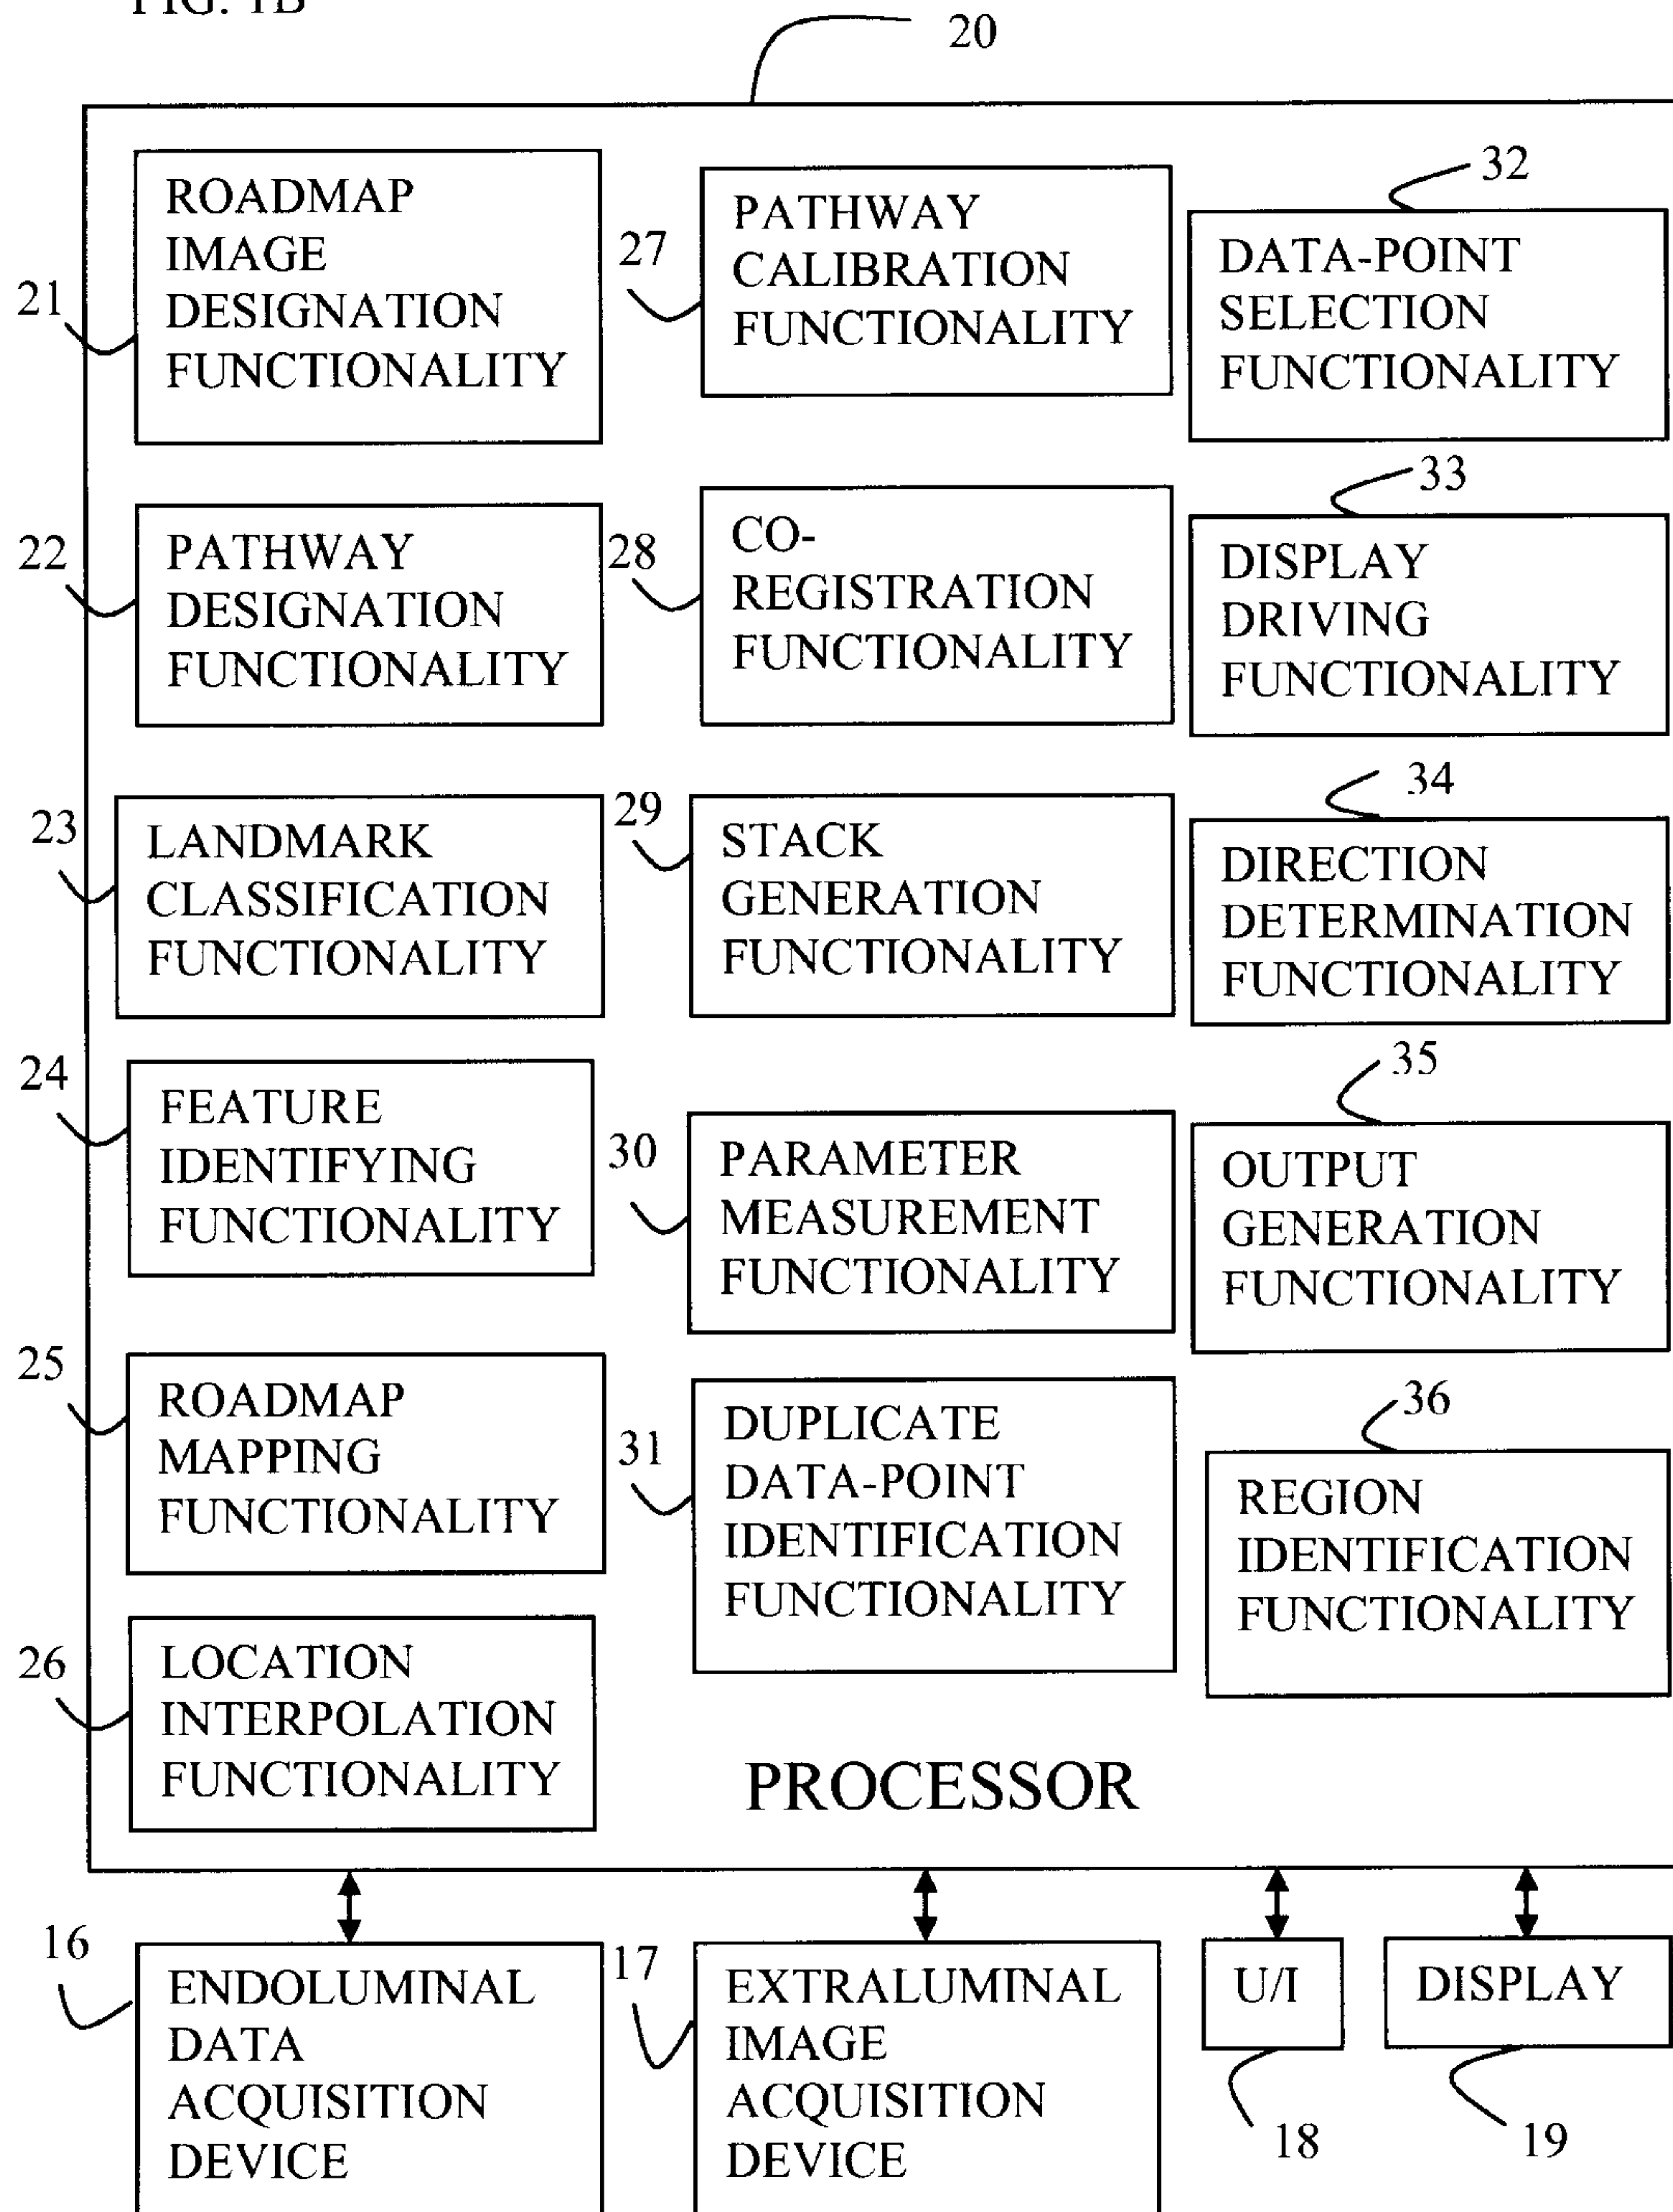 FIG. 1B
20
21
ROADMAP
IMAGE
DESIGNATION
FUNCTIONALITY
22
PATHWAY
DESIGNATION
FUNCTIONALITY
23
LANDMARK
CLASSIFICATION
FUNCTIONALITY
24
FEATURE
IDENTIFYING
FUNCTIONALITY
25
ROADMAP
MAPPING
FUNCTIONALITY
26
LOCATION
INTERPOLATION
FUNCTIONALITY
27
PATHWAY
CALIBRATION
FUNCTIONALITY
28
CO-
REGISTRATION
FUNCTIONALITY
29
STACK
GENERATION
FUNCTIONALITY
30
PARAMETER
MEASUREMENT
FUNCTIONALITY
31
DUPLICATE
DATA-POINT
IDENTIFICATION
FUNCTIONALITY
32
DATA-POINT
SELECTION
FUNCTIONALITY
33
DISPLAY
DRIVING
FUNCTIONALITY
34
DIRECTION
DETERMINATION
FUNCTIONALITY
35
OUTPUT
GENERATION
FUNCTIONALITY
36
REGION
IDENTIFICATION
FUNCTIONALITY
PROCESSOR
16
ENDOLUMINAL
DATA
ACQUISITION
DEVICE
17
EXTRALUMINAL
IMAGE
ACQUISITION
DEVICE
U/I
18
DISPLAY
19